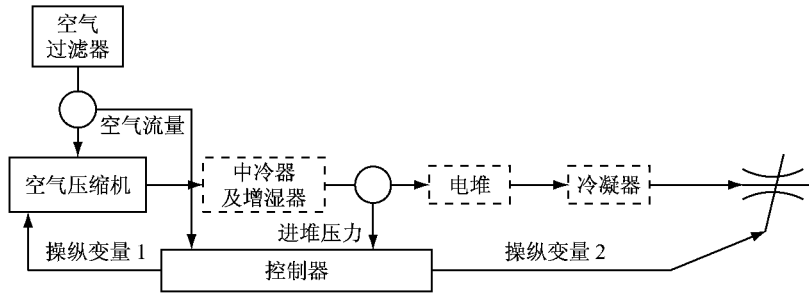 空气
过滤器
空气流量
空气压缩机
中冷器
及增湿器
电堆
冷凝器
进堆压力
操纵变量 1
控制器
操纵变量 2